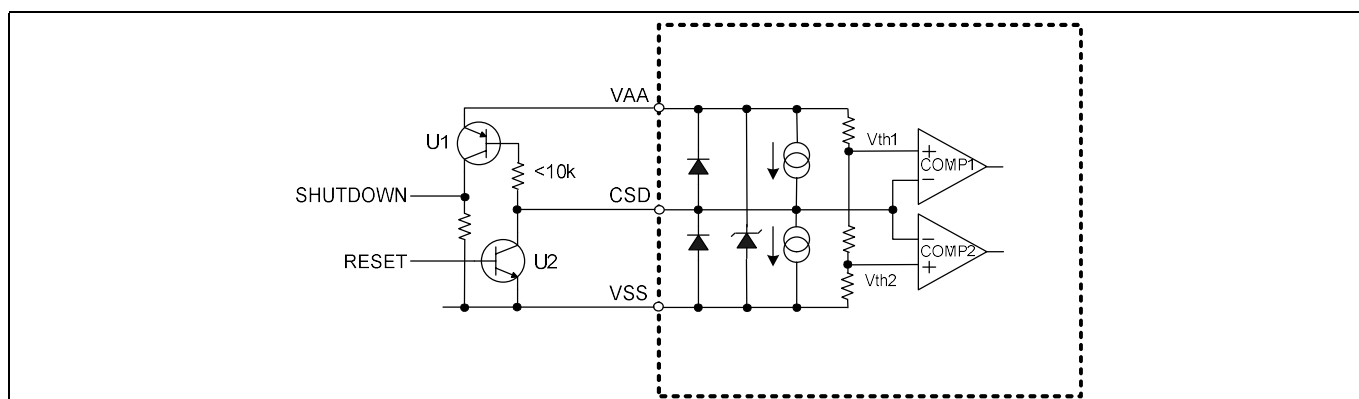 VAA
U1
Vth1
+
COMP1
−
<10k
SHUTDOWN
CSD
−
COMP2
+
RESET
U2
Vth2
VSS